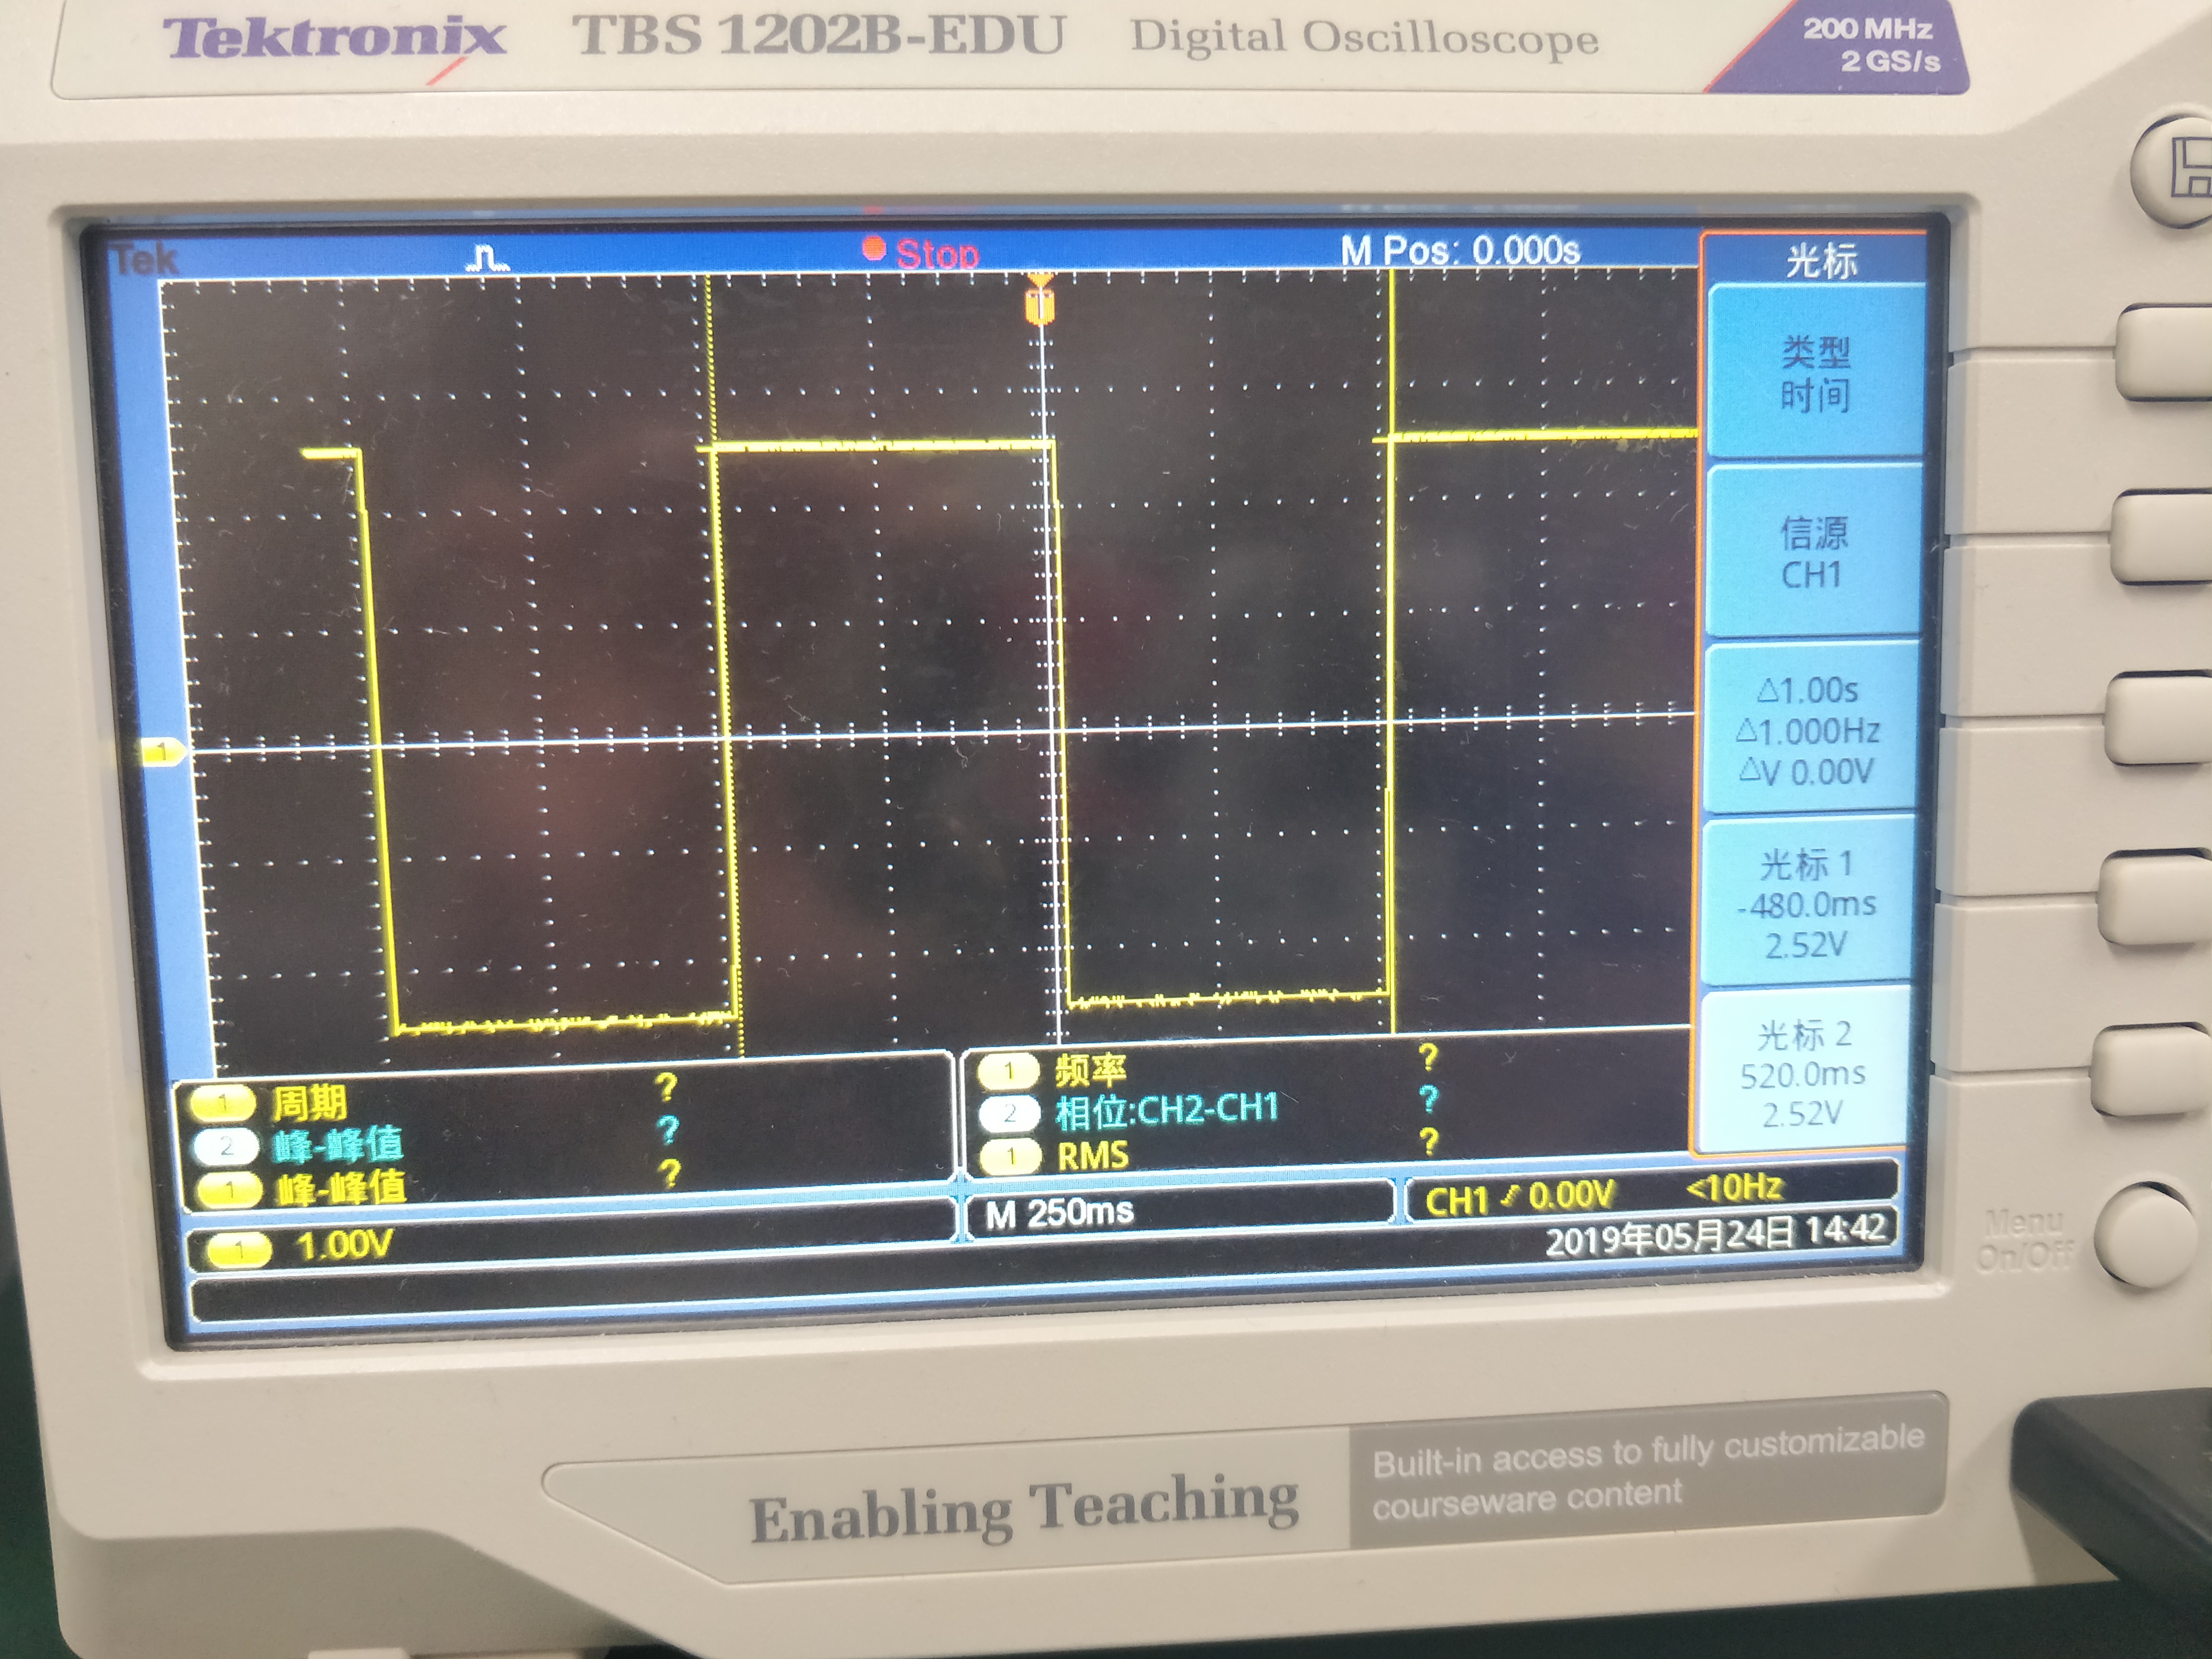 Tektronix TBS 1202B-EDU Digital Oscilloscope
200 MHz
2 GS/s
Tek Stop M Pos: 0.000s
光标
类型
时间
信源
CH1
△1.00s
△1.000Hz
△V 0.00V
光标 1
-480.0ms
2.52V
光标 2
520.0ms
2.52V
1
1 周期 ?
2 峰-峰值 ?
1 峰-峰值 ?
1 频率 ?
2 相位:CH2-CH1 ?
1 RMS ?
1 1.00V
M 250ms
CH1 0.00V <10Hz
2019年05月24日 14:42
Menu
On/Off
Enabling Teaching
Built-in access to fully customizable
courseware content